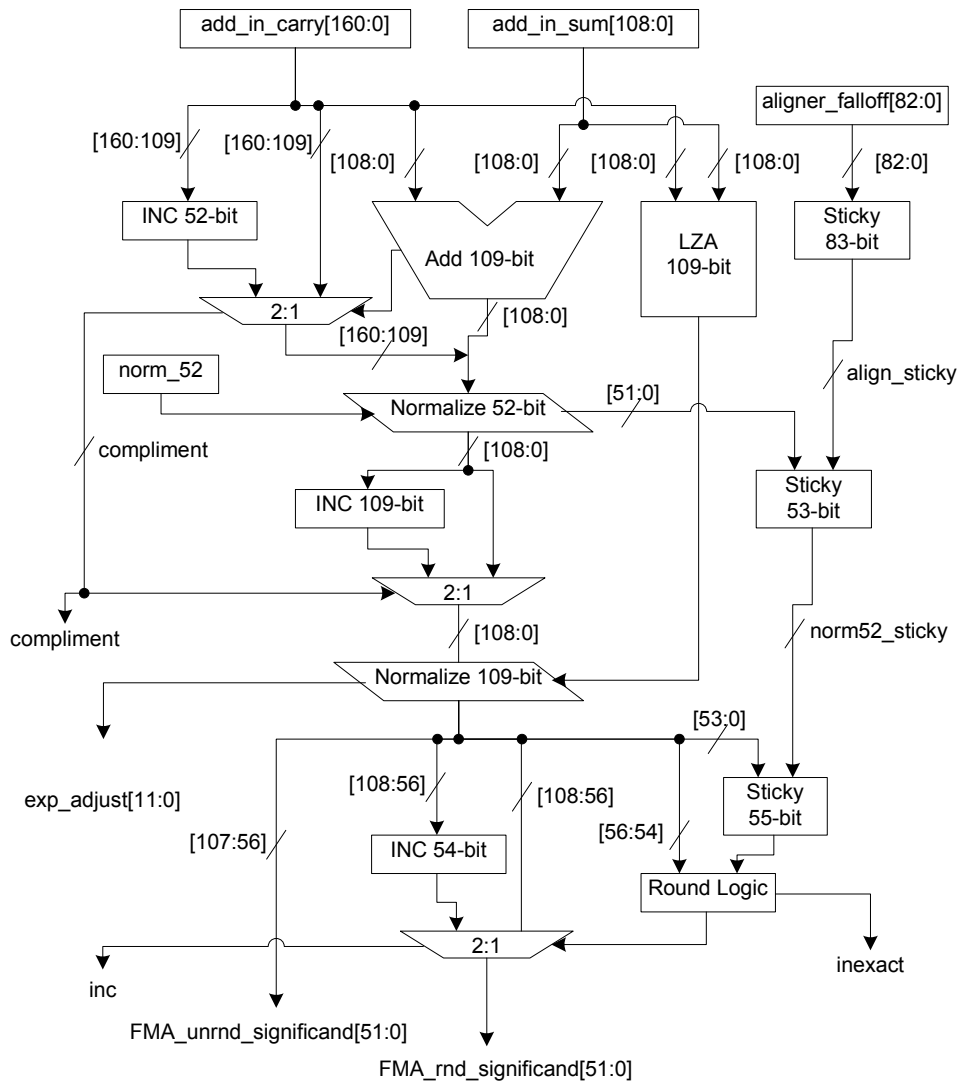 add_in_carry[160:0]
add_in_sum[108:0]
aligner_falloff[82:0]
[160:109]
[160:109]
[108:0]
[108:0]
[108:0]
[108:0]
[82:0]
INC 52-bit
Add 109-bit
LZA
109-bit
Sticky
83-bit
2:1
[108:0]
[160:109]
norm_52
align_sticky
Normalize 52-bit
[51:0]
compliment
[108:0]
INC 109-bit
Sticky
53-bit
2:1
compliment
[108:0]
norm52_sticky
Normalize 109-bit
[53:0]
exp_adjust[11:0]
[108:56]
[108:56]
Sticky
55-bit
[107:56]
[56:54]
INC 54-bit
Round Logic
2:1
inc
inexact
FMA_unrnd_significand[51:0]
FMA_rnd_significand[51:0]